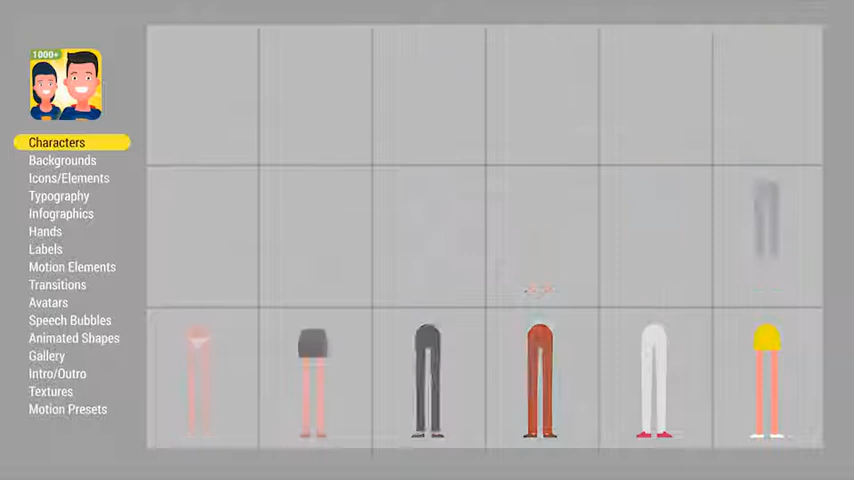 1000+
Characters
Backgrounds
Icons/Elements
Typography
Infographics
Hands
Labels
Motion Elements
Transitions
Avatars
Speech Bubbles
Animated Shapes
Gallery
Intro/Outro
Textures
Motion Presets